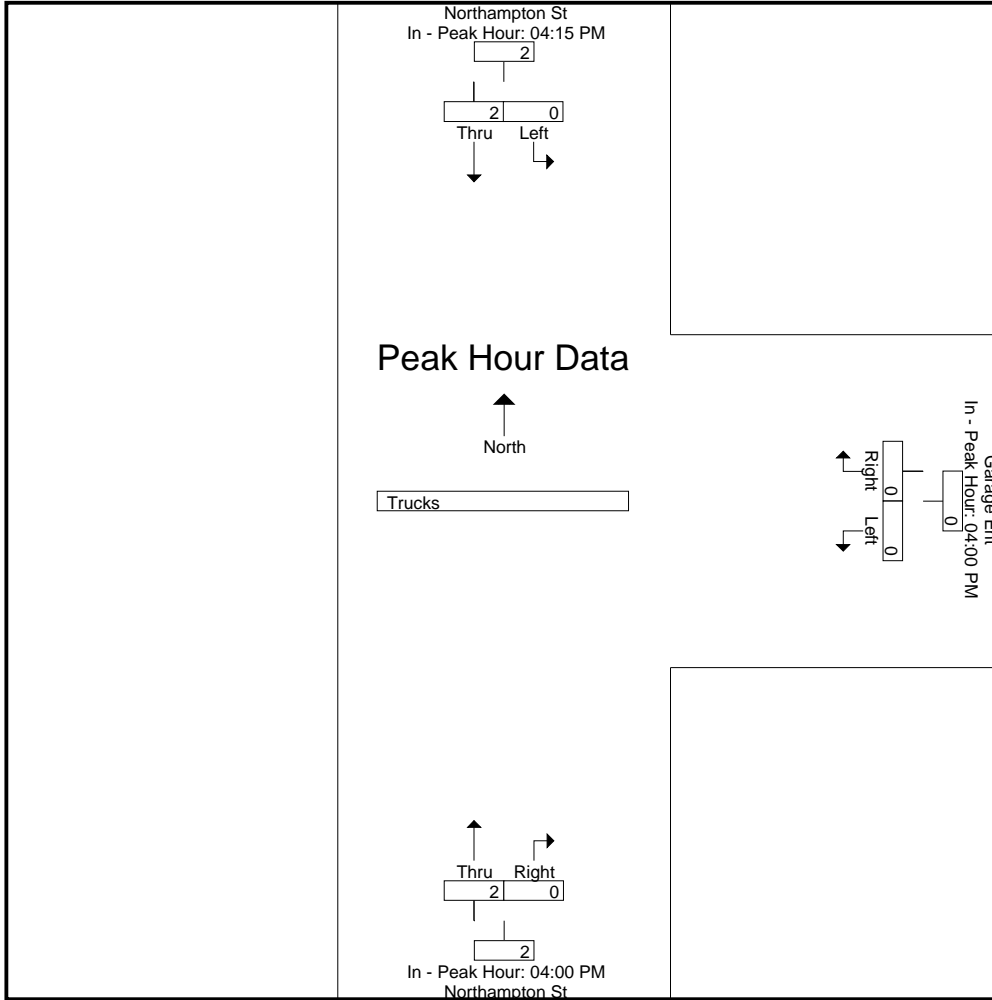 Northampton St
In - Peak Hour: 04:15 PM
2
2 0
Thru Left
Peak Hour Data
North
Trucks
Right Left
0 0
0
In - Peak Hour: 04:00 PM
Garage Ent
Thru Right
2 0
2
In - Peak Hour: 04:00 PM
Northampton St